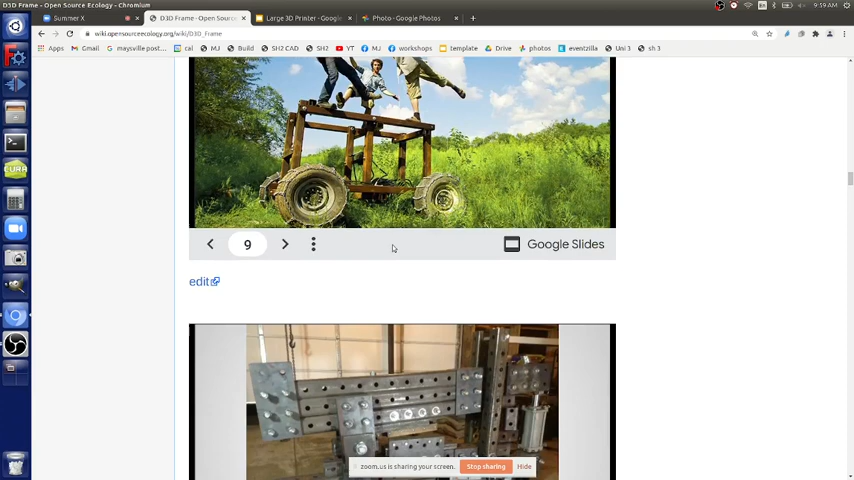 D3D Frame - Open Source Ecology - Chromium
9:59 AM
Summer X
D3D Frame - Open Sourc
Large 3D Printer - Google
Photo - Google Photos
wiki.opensourceecology.org/wiki/D3D_Frame
Apps
Gmail
maysville post
cal
MJ
Build
SH2 CAD
SH2
YT
MJ
workshops
template
Drive
photos
eventzilla
Uni 3
sh 3
CURA
9
Google Slides
edit
zoom.us is sharing your screen.
Stop sharing
Hide